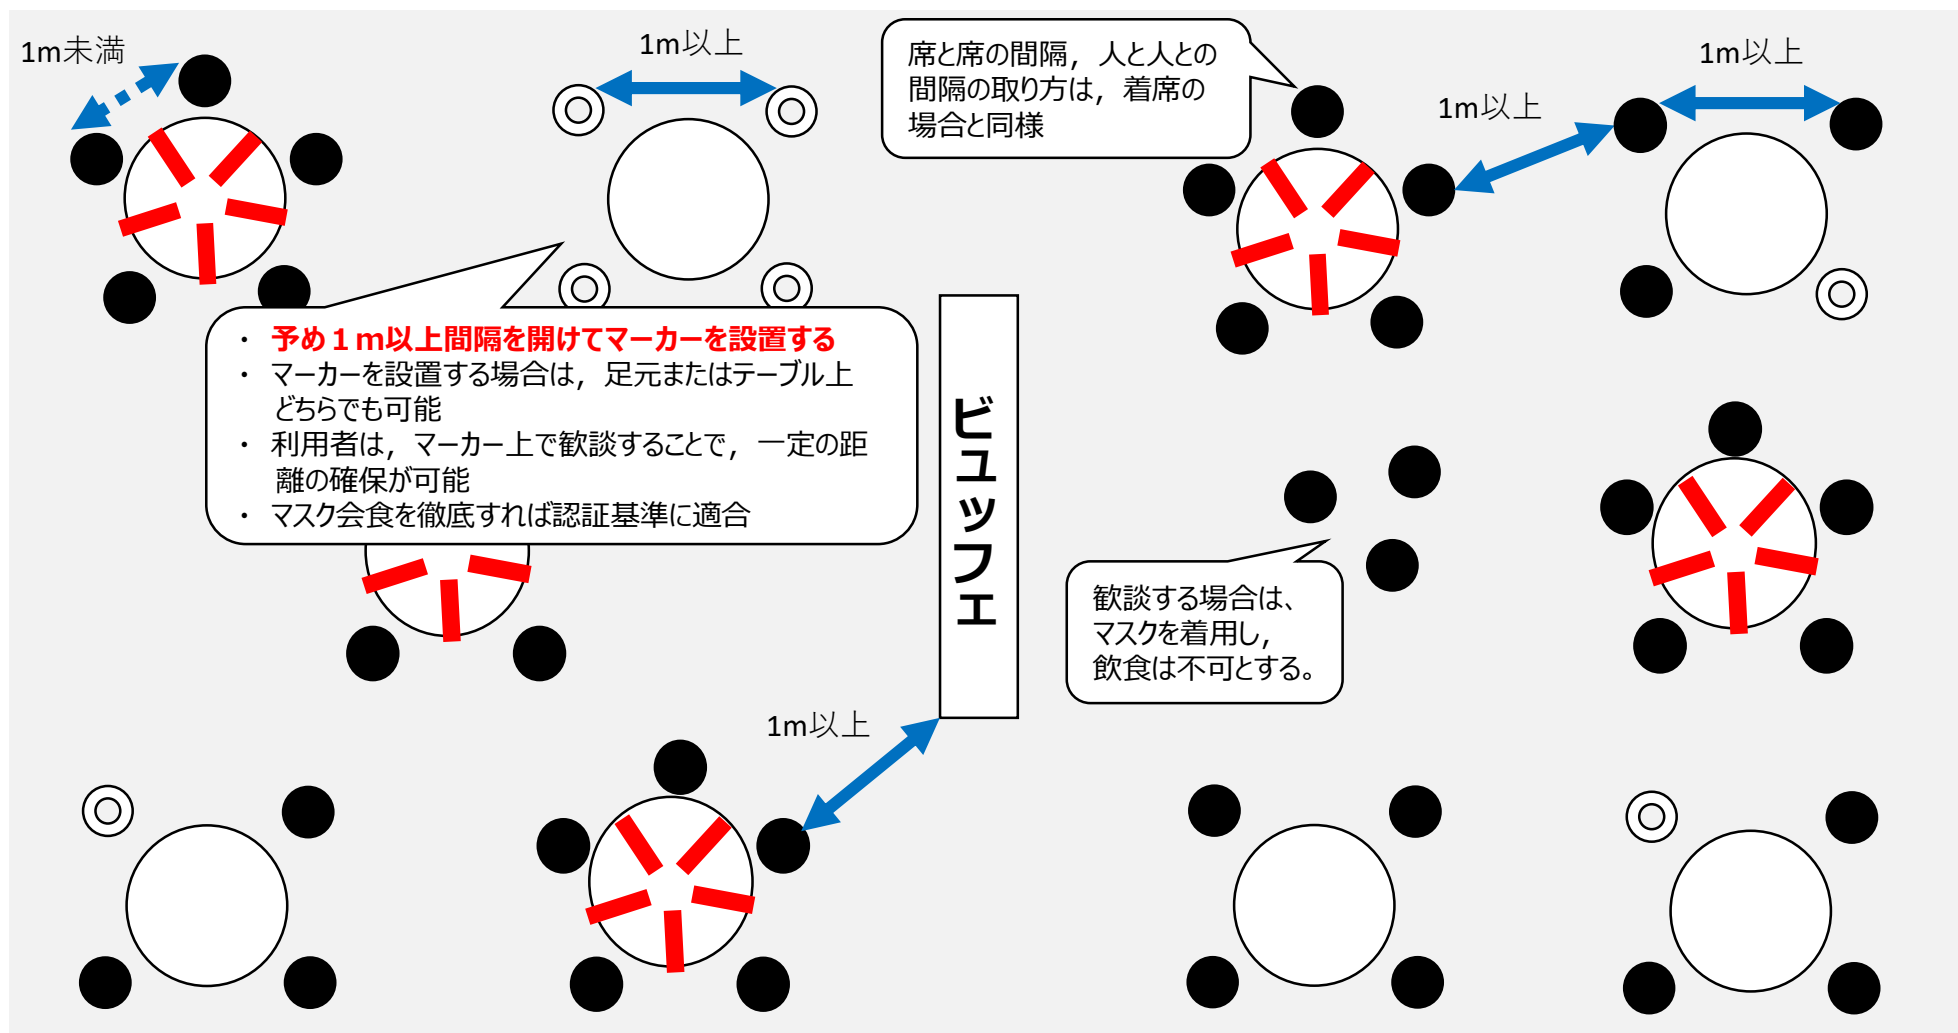 1m未満
1m以上
席と席の間隔，人と人との
間隔の取り方は，着席の
場合と同様
1m以上
1m以上
・ 予め１ｍ以上間隔を開けてマーカーを設置する
・ マーカーを設置する場合は，足元またはテーブル上
どちらでも可能
・ 利用者は，マーカー上で歓談することで，一定の距
離の確保が可能
・ マスク会食を徹底すれば認証基準に適合
ビュッフェ
歓談する場合は、
マスクを着用し，
飲食は不可とする。
1m以上